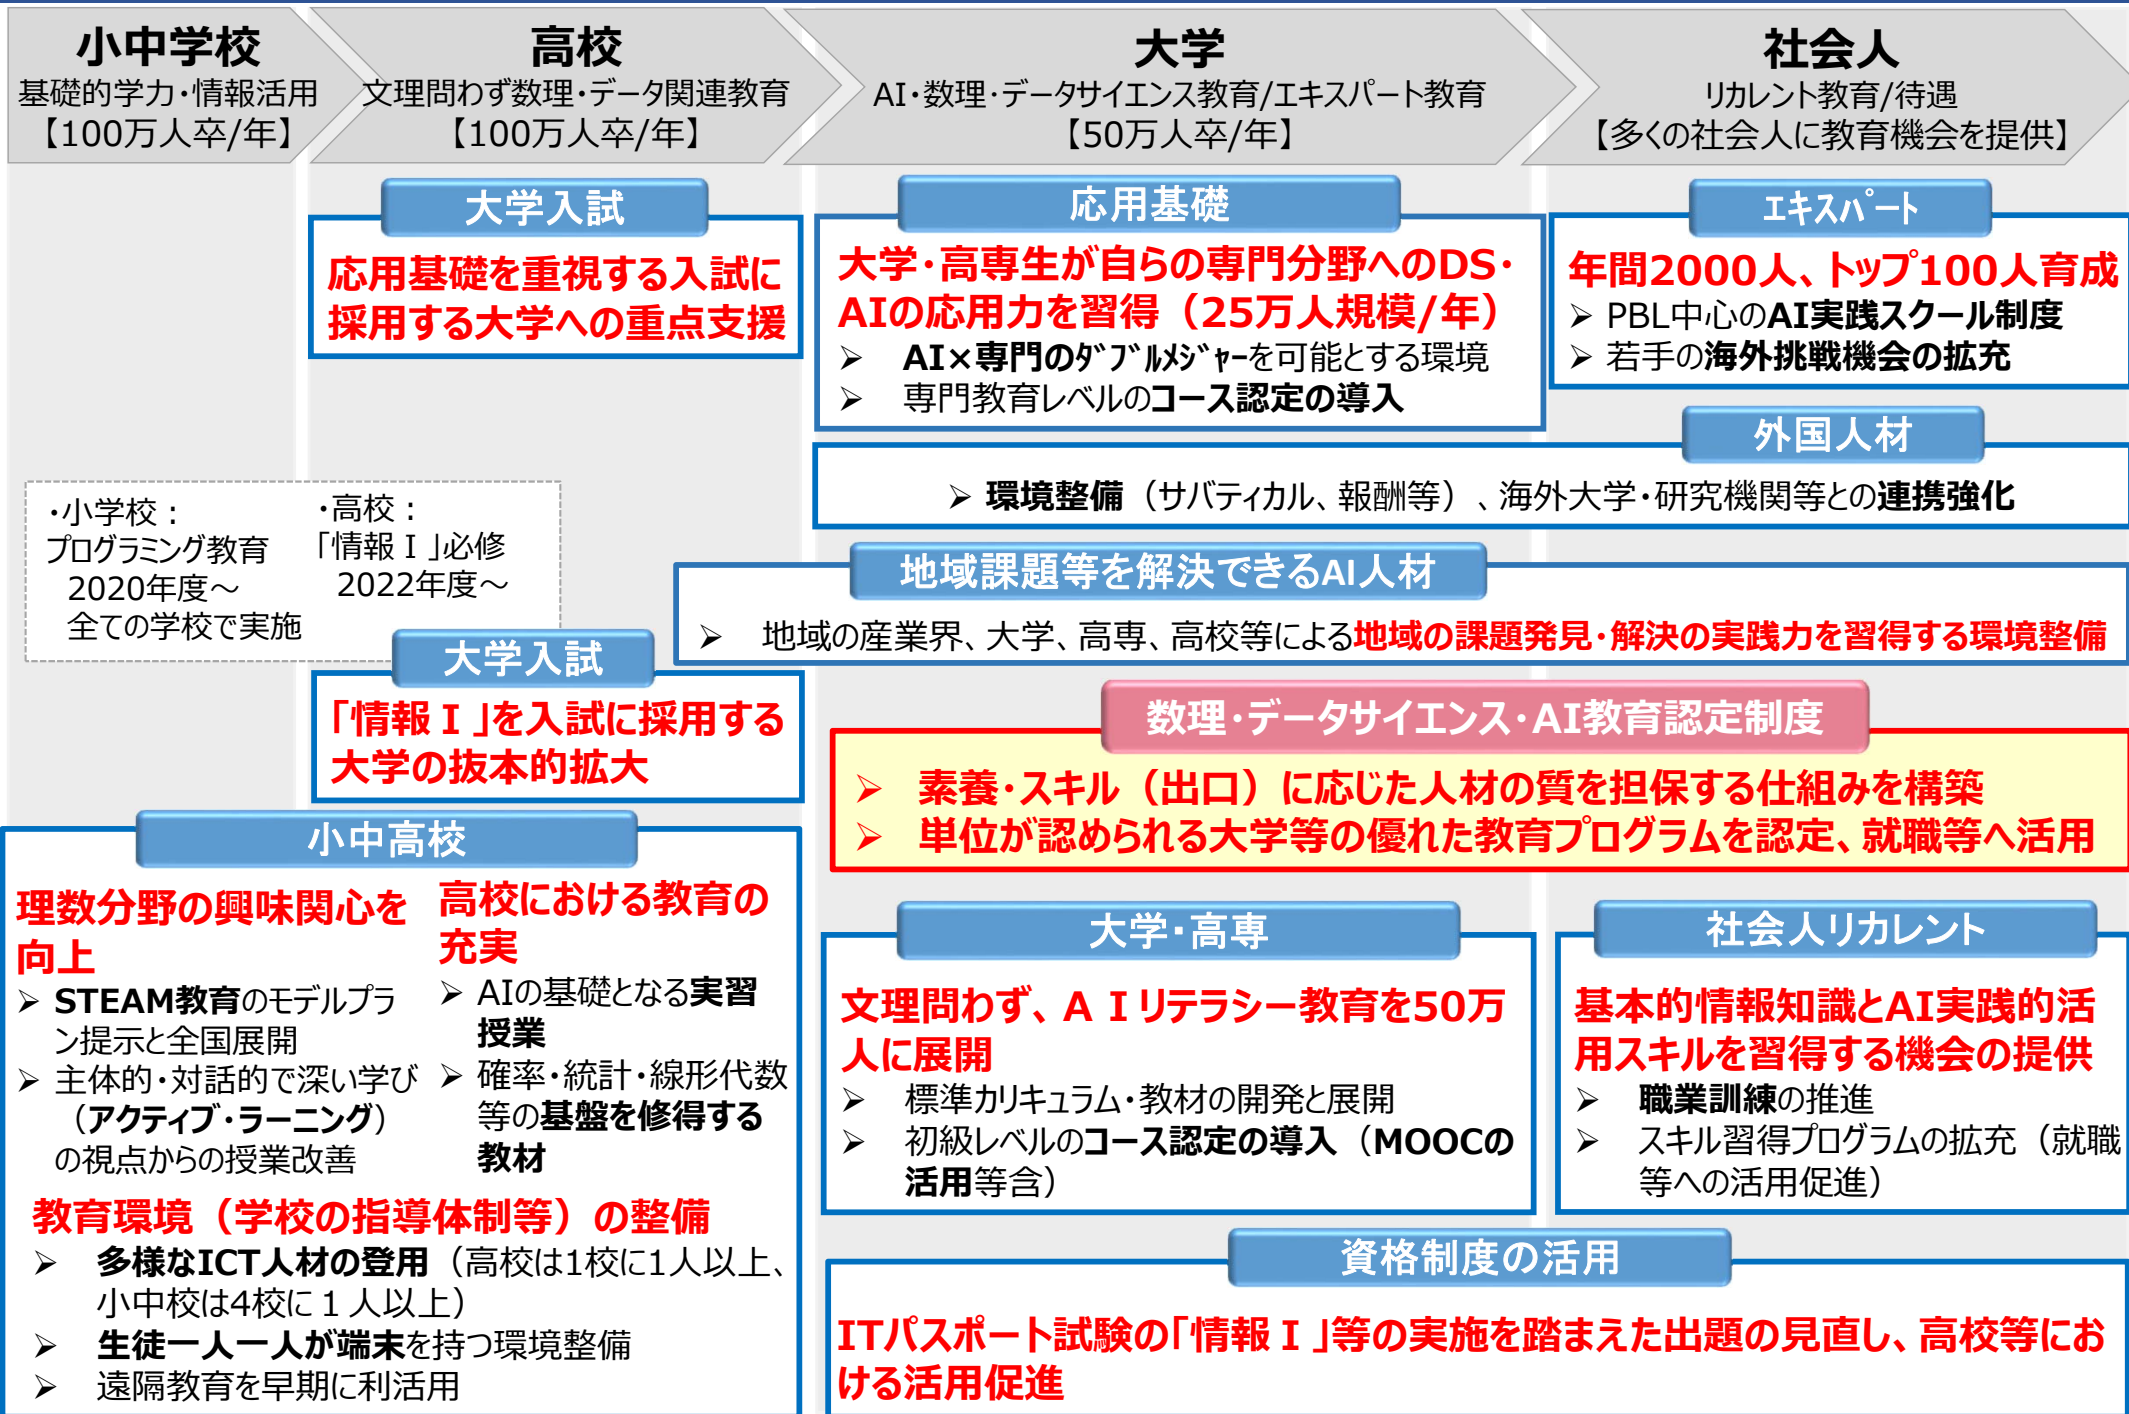 小中学校
基礎的学力・情報活用
【100万人卒/年】
高校
文理問わず数理・データ関連教育
【100万人卒/年】
大学
AI・数理・データサイエンス教育/エキスパート教育
【50万人卒/年】
社会人
リカレント教育/待遇
【多くの社会人に教育機会を提供】
大学入試
応用基礎を重視する入試に
採用する大学への重点支援
応用基礎
大学・高専生が自らの専門分野へのDS・
AIの応用力を習得（25万人規模/年）
➢ AI×専門のダブルメジャーを可能とする環境
➢ 専門教育レベルのコース認定の導入
エキスパート
年間2000人、トップ100人育成
➢ PBL中心のAI実践スクール制度
➢ 若手の海外挑戦機会の拡充
外国人材
➢ 環境整備（サバティカル、報酬等）、海外大学・研究機関等との連携強化
・小学校：
プログラミング教育
2020年度～
全ての学校で実施
・高校：
「情報Ⅰ」必修
2022年度～
地域課題等を解決できるAI人材
➢ 地域の産業界、大学、高専、高校等による地域の課題発見・解決の実践力を習得する環境整備
大学入試
「情報Ⅰ」を入試に採用する
大学の抜本的拡大
数理・データサイエンス・AI教育認定制度
➢ 素養・スキル（出口）に応じた人材の質を担保する仕組みを構築
➢ 単位が認められる大学等の優れた教育プログラムを認定、就職等へ活用
小中高校
理数分野の興味関心を
向上
➢ STEAM教育のモデルプラ
ン提示と全国展開
➢ 主体的・対話的で深い学び
（アクティブ・ラーニング）
の視点からの授業改善
高校における教育の
充実
➢ AIの基礎となる実習
授業
➢ 確率・統計・線形代数
等の基盤を修得する
教材
教育環境（学校の指導体制等）の整備
➢ 多様なICT人材の登用（高校は1校に1人以上、
小中校は4校に１人以上）
➢ 生徒一人一人が端末を持つ環境整備
➢ 遠隔教育を早期に利活用
大学・高専
文理問わず、ＡＩリテラシー教育を50万
人に展開
➢ 標準カリキュラム・教材の開発と展開
➢ 初級レベルのコース認定の導入（MOOCの
活用等含）
社会人リカレント
基本的情報知識とAI実践的活
用スキルを習得する機会の提供
➢ 職業訓練の推進
➢ スキル習得プログラムの拡充（就職
等への活用促進）
資格制度の活用
ITパスポート試験の「情報Ⅰ」等の実施を踏まえた出題の見直し、高校等にお
ける活用促進